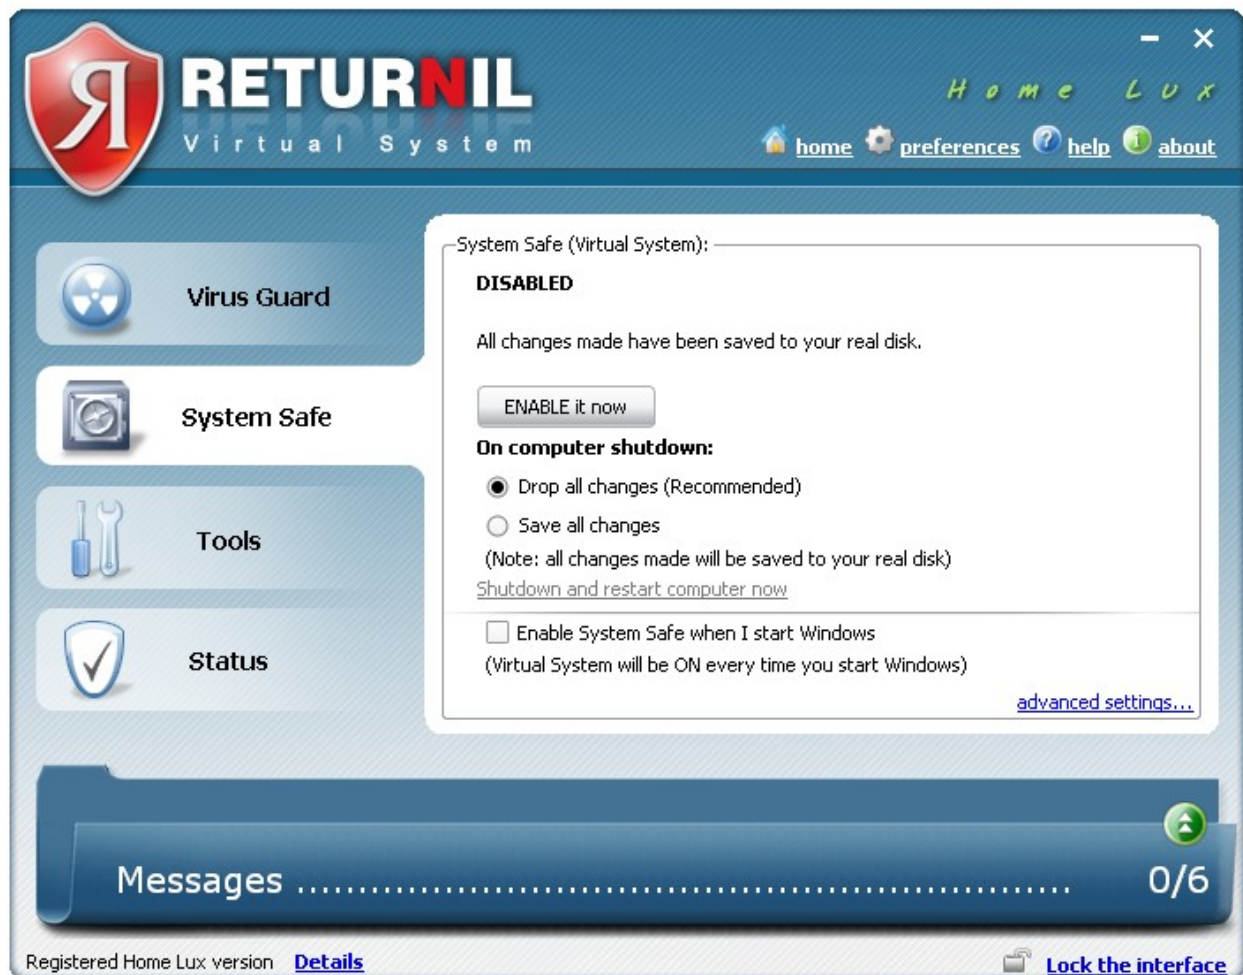 RETURNIL
Virtual System
Home Lux
home preferences help about
Virus Guard
System Safe
Tools
Status
System Safe (Virtual System):
DISABLED
All changes made have been saved to your real disk.
ENABLE it now
On computer shutdown:
Drop all changes (Recommended)
Save all changes
(Note: all changes made will be saved to your real disk)
Shutdown and restart computer now
Enable System Safe when I start Windows
(Virtual System will be ON every time you start Windows)
advanced settings...
Messages ............................................................... 0/6
Registered Home Lux version Details
Lock the interface